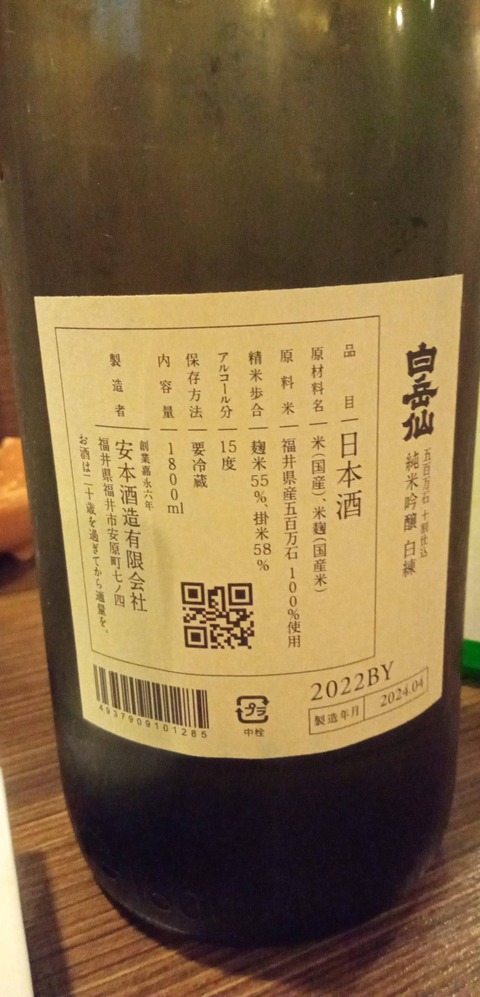 白岳仙
五百万石 十割仕込
純米吟醸 白練
品目 日本酒
原材料名 米(国産)、米麹(国産米)
原料米 福井県産五百万石 100%使用
精米歩合 麹米55%、掛米58%
アルコール分 15度
保存方法 要冷蔵
内容量 1800ml
製造者
創業嘉永六年
安本酒造有限会社
福井県福井市安原町七ノ四
お酒は二十歳を過ぎてから適量を。
2022BY
製造年月 2024.04
プラ
中栓
4937909101285